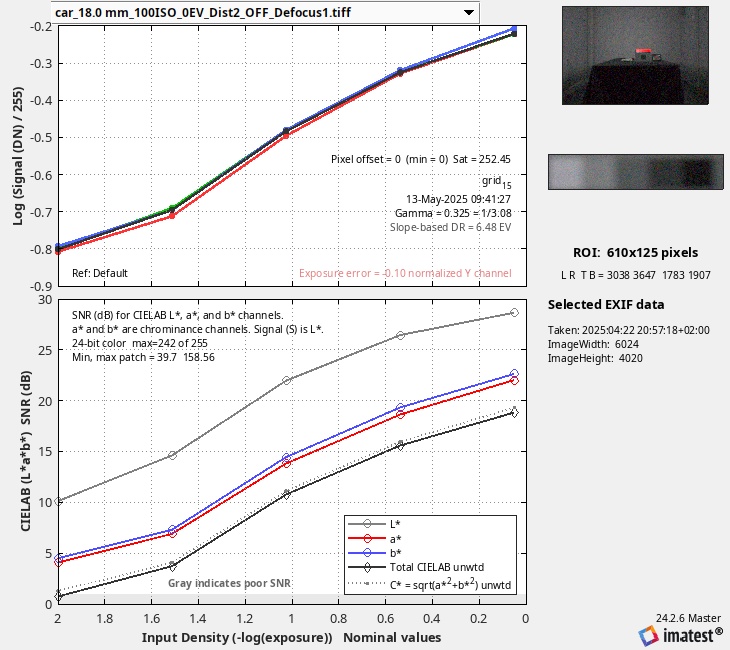 car_18.0 mm_100ISO_0EV_Dist2_OFF_Defocus1.tiff
-0.2
-0.3
-0.4
-0.5
-0.6
-0.7
-0.8
-0.9
Log (Signal (DN) / 255)
Pixel offset = 0 (min = 0) Sat = 252.45
grid15
13-May-2025 09:41:27
Gamma = 0.325 = 1/3.08
Slope-based DR = 6.48 EV
Ref: Default
Exposure error = -0.10 normalized Y channel
ROI: 610x125 pixels
L R T B = 3038 3647 1783 1907
Selected EXIF data
Taken: 2025:04:22 20:57:18+02:00
ImageWidth: 6024
ImageHeight: 4020
30
25
20
15
10
5
0
CIELAB (L*a*b*) SNR (dB)
SNR (dB) for CIELAB L*, a*, and b* channels.
a* and b* are chrominance channels. Signal (S) is L*.
24-bit color max=242 of 255
Min, max patch = 39.7 158.56
L*
a*
b*
Total CIELAB unwtd
C* = sqrt(a*2+b*2) unwtd
Gray indicates poor SNR
2 1.8 1.6 1.4 1.2 1 0.8 0.6 0.4 0.2 0
Input Density (-log(exposure)) Nominal values
24.2.6 Master
imatest®